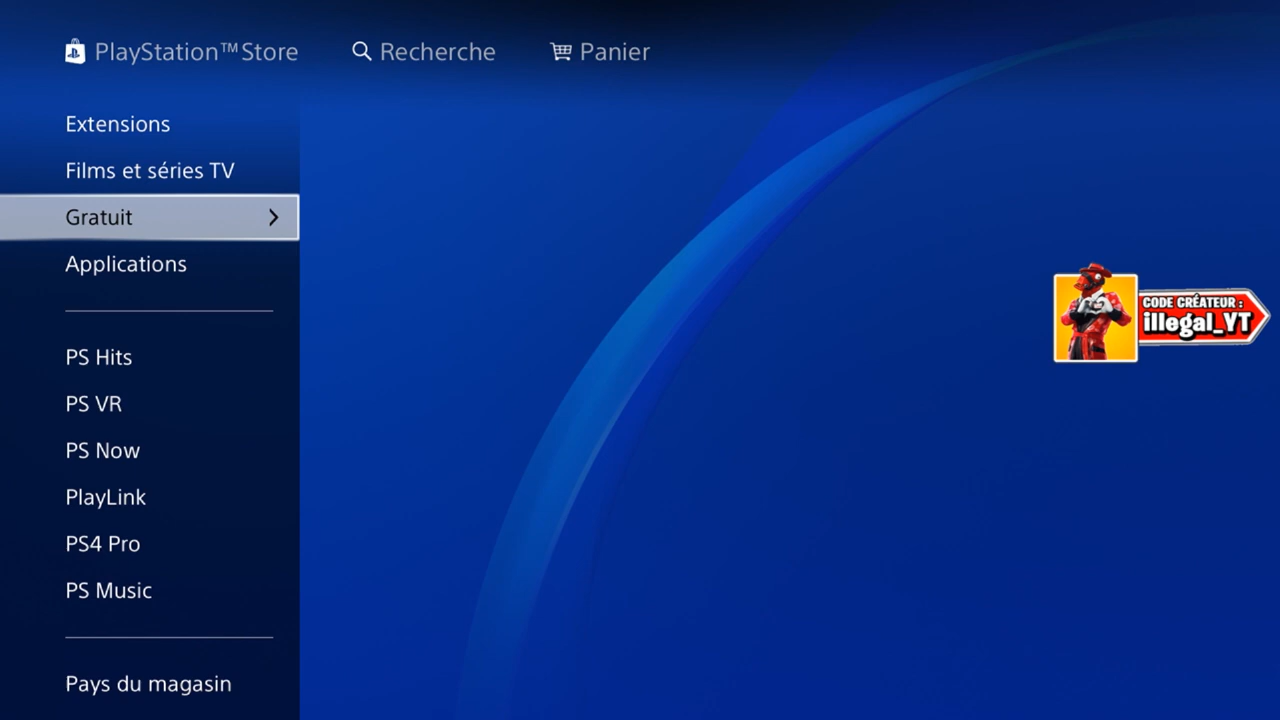 PlayStation™Store
Recherche
Panier
Extensions
Films et séries TV
Gratuit
Applications
PS Hits
PS VR
PS Now
PlayLink
PS4 Pro
PS Music
Pays du magasin
CODE CRÉATEUR :
illegal_YT